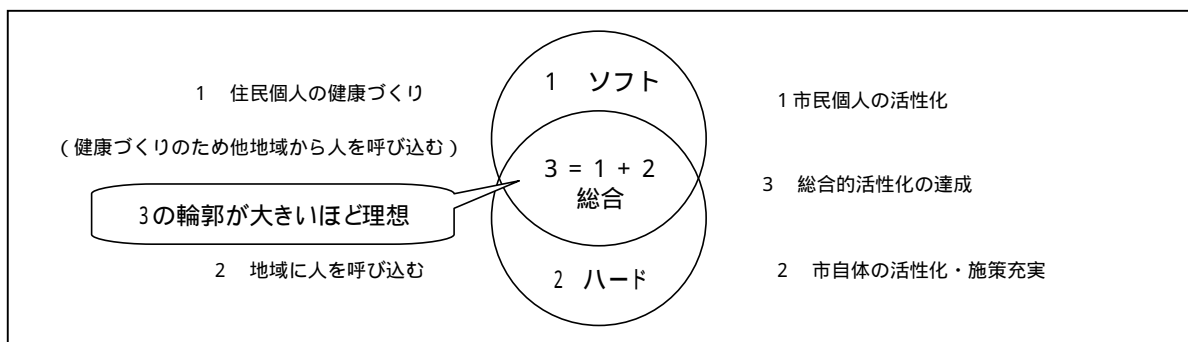 1　住民個人の健康づくり
（健康づくりのため他地域から人を呼び込む）
3の輪郭が大きいほど理想
2　地域に人を呼び込む
1　ソフト
3 = 1 + 2
総合
2　ハード
1市民個人の活性化
3　総合的活性化の達成
2　市自体の活性化・施策充実